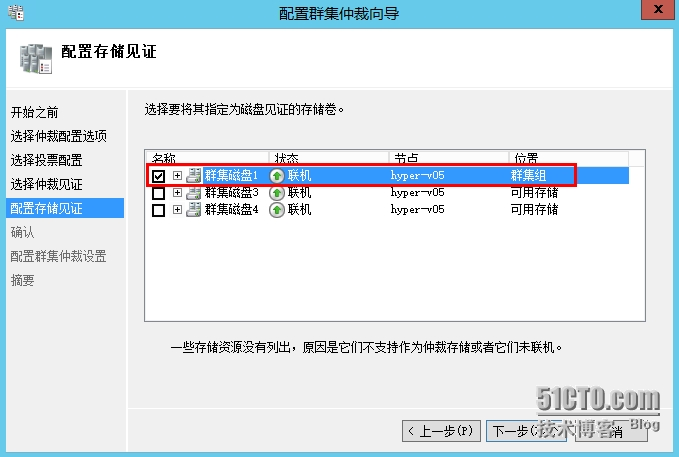 配置群集仲裁向导
x
配置存储见证
开始之前
选择仲裁配置选项
选择投票配置
选择仲裁见证
配置存储见证
确认
配置群集仲裁设置
摘要
选择要将其指定为磁盘见证的存储卷。
名称 状态 节点 位置
群集磁盘1 联机 hyper-v05 群集组
群集磁盘3 联机 hyper-v05 可用存储
群集磁盘4 联机 hyper-v05 可用存储
一些存储资源没有列出，原因是它们不支持作为仲裁存储或者它们未联机。
< 上一步(P) 下一步
51CTO.com
技术博客 Blog